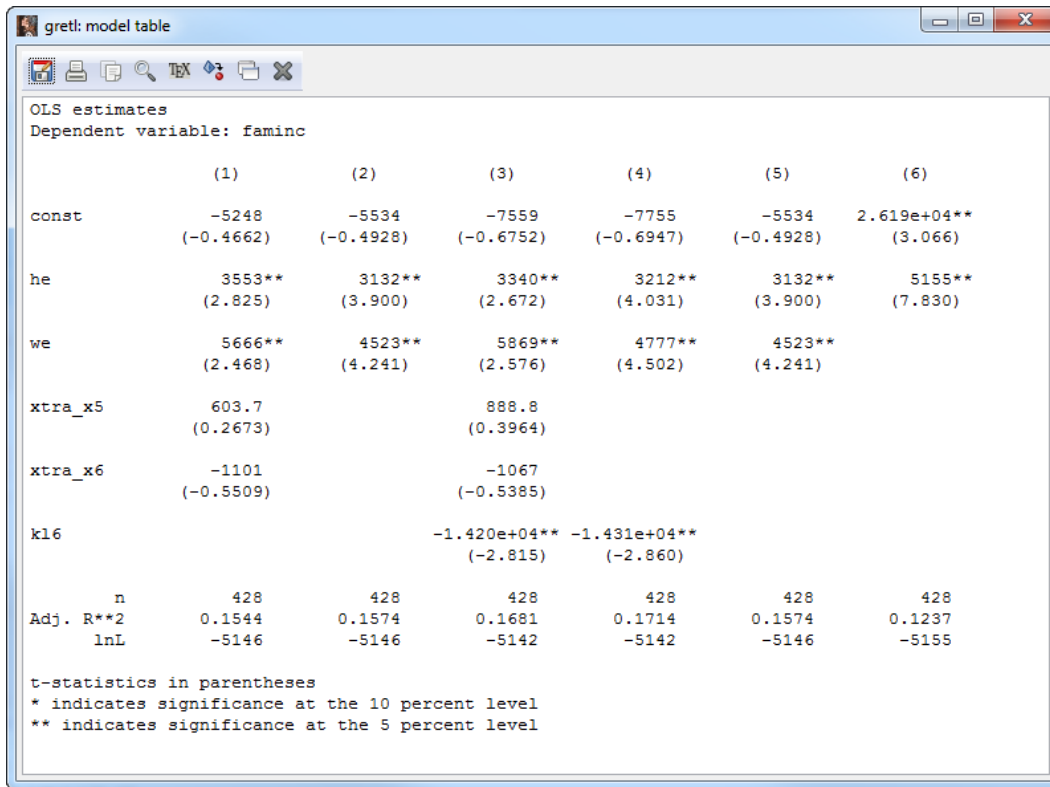 gretl: model table
TEX
OLS estimates
Dependent variable: faminc
(1) (2) (3) (4) (5) (6)
const -5248 -5534 -7559 -7755 -5534 2.619e+04**
(-0.4662) (-0.4928) (-0.6752) (-0.6947) (-0.4928) (3.066)
he 3553** 3132** 3340** 3212** 3132** 5155**
(2.825) (3.900) (2.672) (4.031) (3.900) (7.830)
we 5666** 4523** 5869** 4777** 4523**
(2.468) (4.241) (2.576) (4.502) (4.241)
xtra_x5 603.7 888.8
(0.2673) (0.3964)
xtra_x6 -1101 -1067
(-0.5509) (-0.5385)
kl6 -1.420e+04** -1.431e+04**
(-2.815) (-2.860)
n 428 428 428 428 428 428
Adj. R**2 0.1544 0.1574 0.1681 0.1714 0.1574 0.1237
lnL -5146 -5146 -5142 -5142 -5146 -5155
t-statistics in parentheses
* indicates significance at the 10 percent level
** indicates significance at the 5 percent level